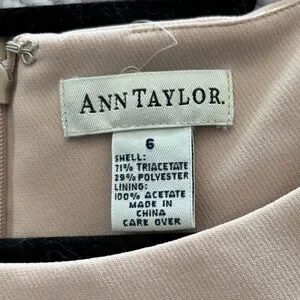 ANN TAYLOR.
6
SHELL:
71% TRIACETATE
29% POLYESTER
LINING:
100% ACETATE
MADE IN
CHINA
CARE OVER